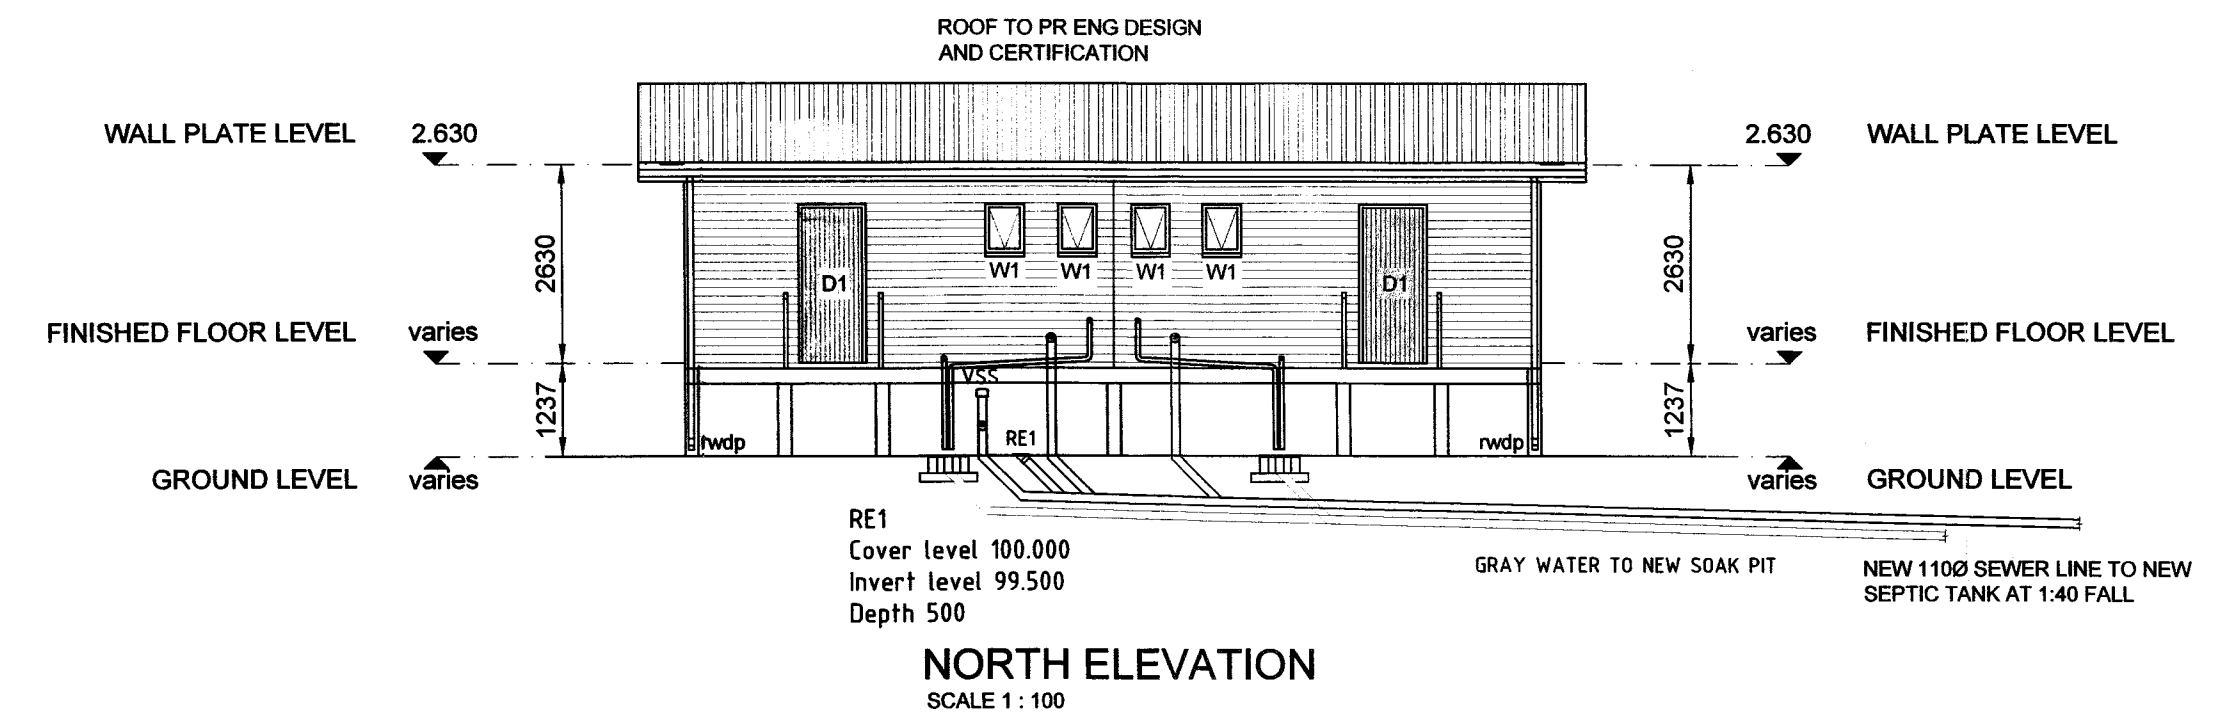 ROOF TO PR ENG DESIGN
AND CERTIFICATION
WALL PLATE LEVEL 2.630
2.630 WALL PLATE LEVEL
W1 W1 W1 W1
D1 D1
2630 2630
FINISHED FLOOR LEVEL varies
varies FINISHED FLOOR LEVEL
VSS
1237 1237
rwdp RE1 rwdp
GROUND LEVEL varies
varies GROUND LEVEL
RE1
Cover level 100.000
Invert level 99.500
Depth 500
GRAY WATER TO NEW SOAK PIT
NEW 110Ø SEWER LINE TO NEW
SEPTIC TANK AT 1:40 FALL
NORTH ELEVATION
SCALE 1 : 100